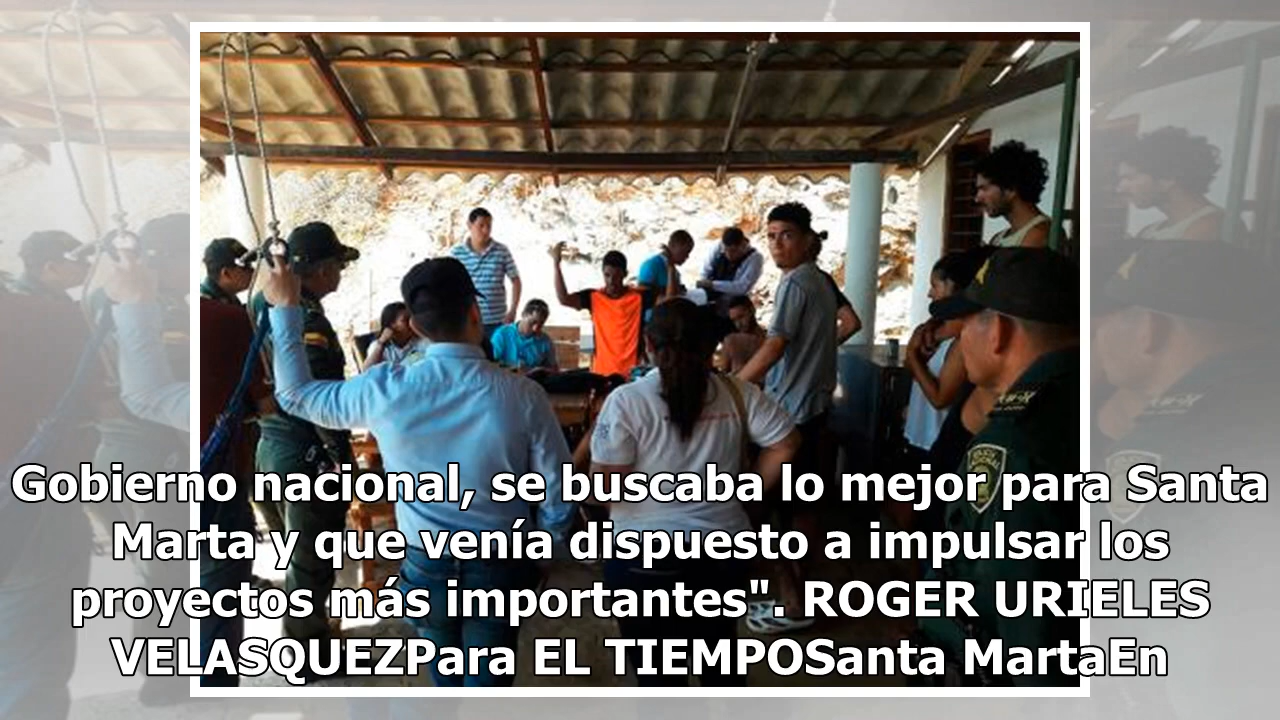 Gobierno nacional, se buscaba lo mejor para Santa
Marta y que venía dispuesto a impulsar los
proyectos más importantes". ROGER URIELES
VELASQUEZPara EL TIEMPOSanta MartaEn